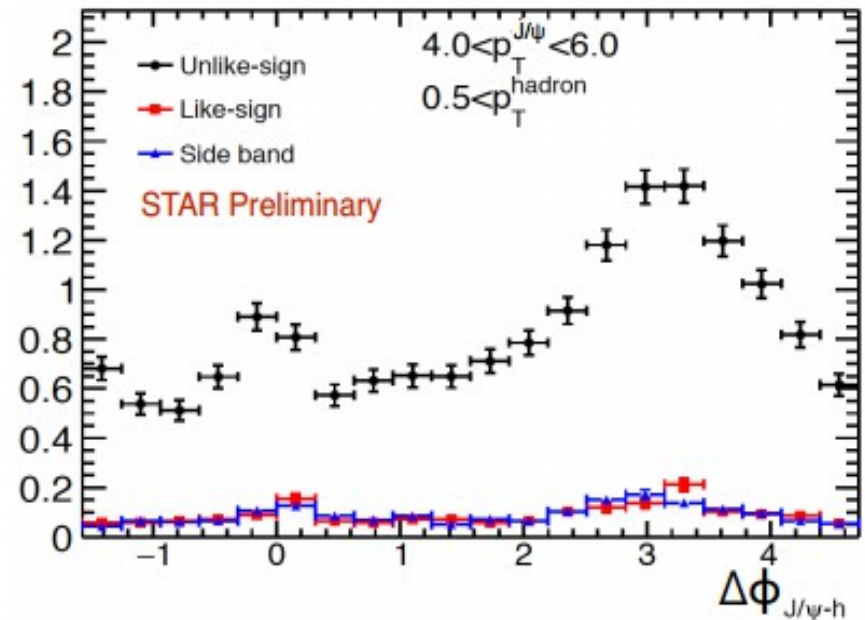 2
1.8
1.6
1.4
1.2
1
0.8
0.6
0.4
0.2
0
Unlike-sign
Like-sign
Side band
STAR Preliminary
4.0<p_T^{J/ψ}<6.0
0.5<p_T^{hadron}
−1 0 1 2 3 4
Δϕ_{J/ψ-h}